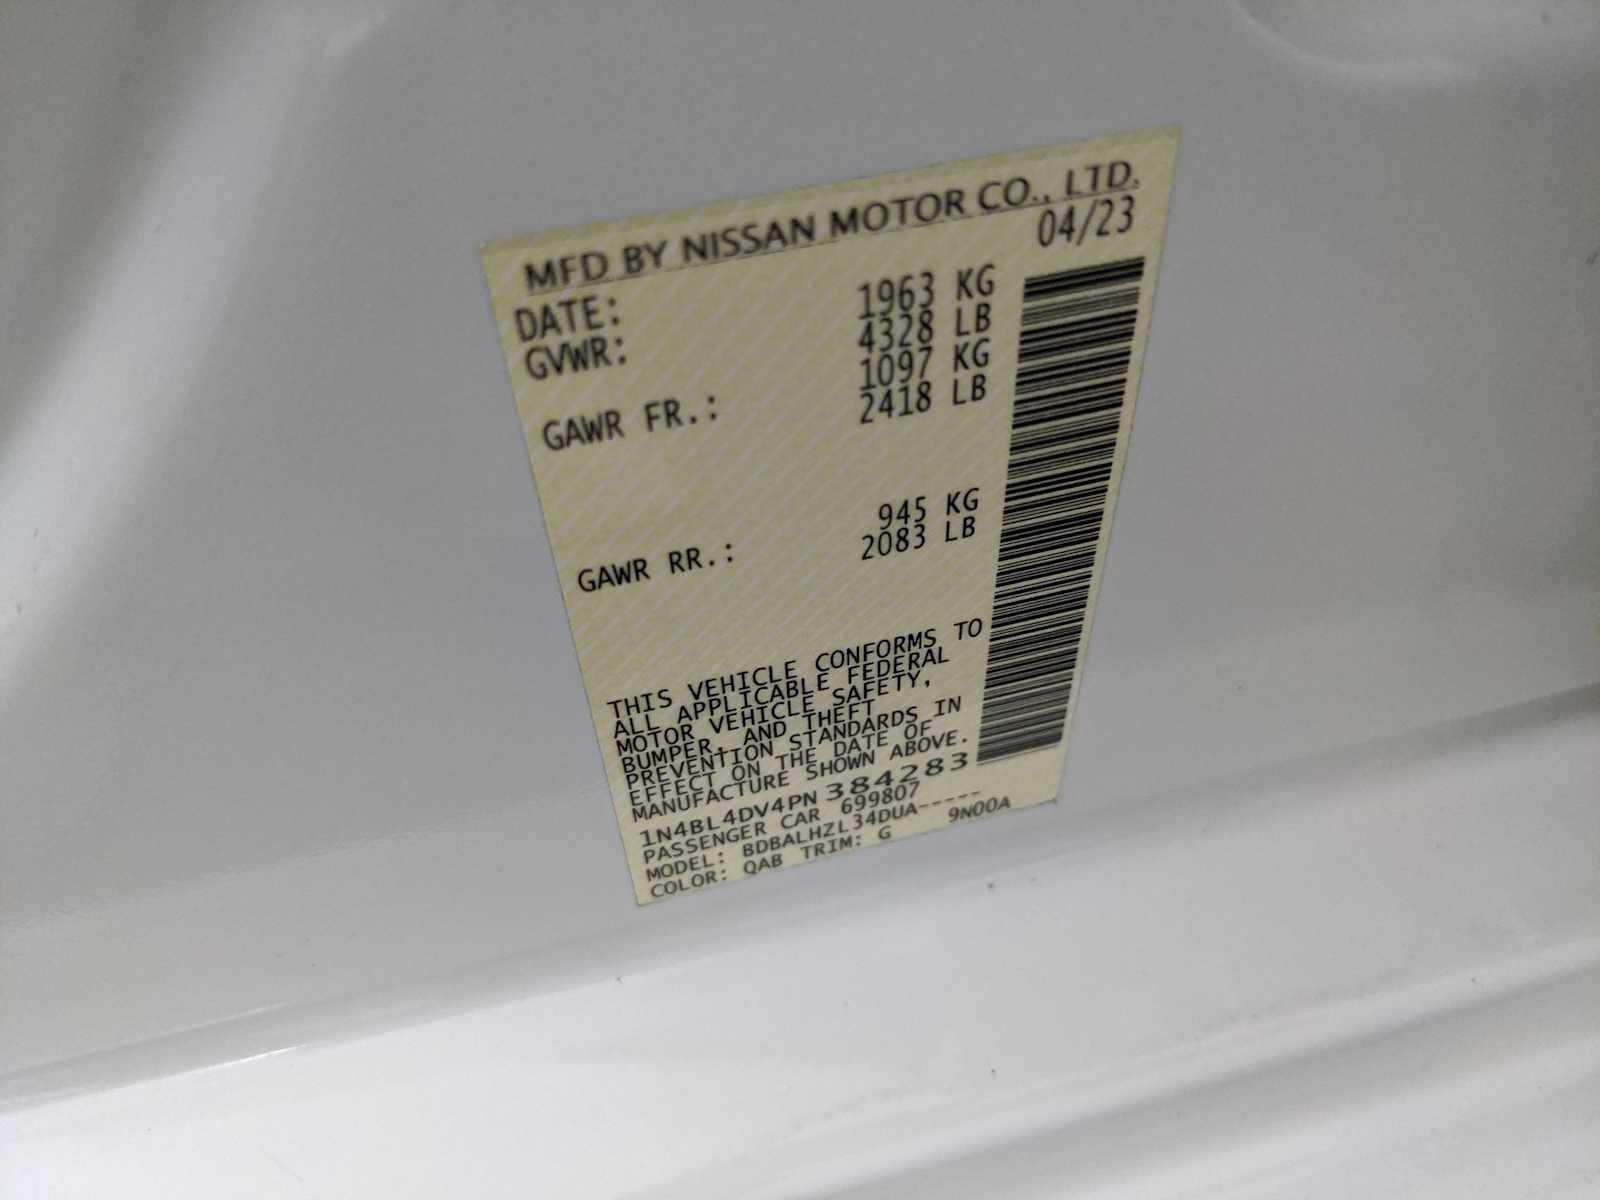 MFD BY NISSAN MOTOR CO., LTD.
DATE: 04/23
GVWR: 1963 KG
4328 LB
GAWR FR.: 1097 KG
2418 LB
GAWR RR.: 945 KG
2083 LB
THIS VEHICLE CONFORMS TO
ALL APPLICABLE FEDERAL
MOTOR VEHICLE SAFETY,
BUMPER, AND THEFT
PREVENTION STANDARDS IN
EFFECT ON THE DATE OF
MANUFACTURE SHOWN ABOVE.
1N4BL4DV4PN384283
PASSENGER CAR 699807
MODEL: BDBALHZL34DUA-----
COLOR: QAB TRIM: G 9N00A